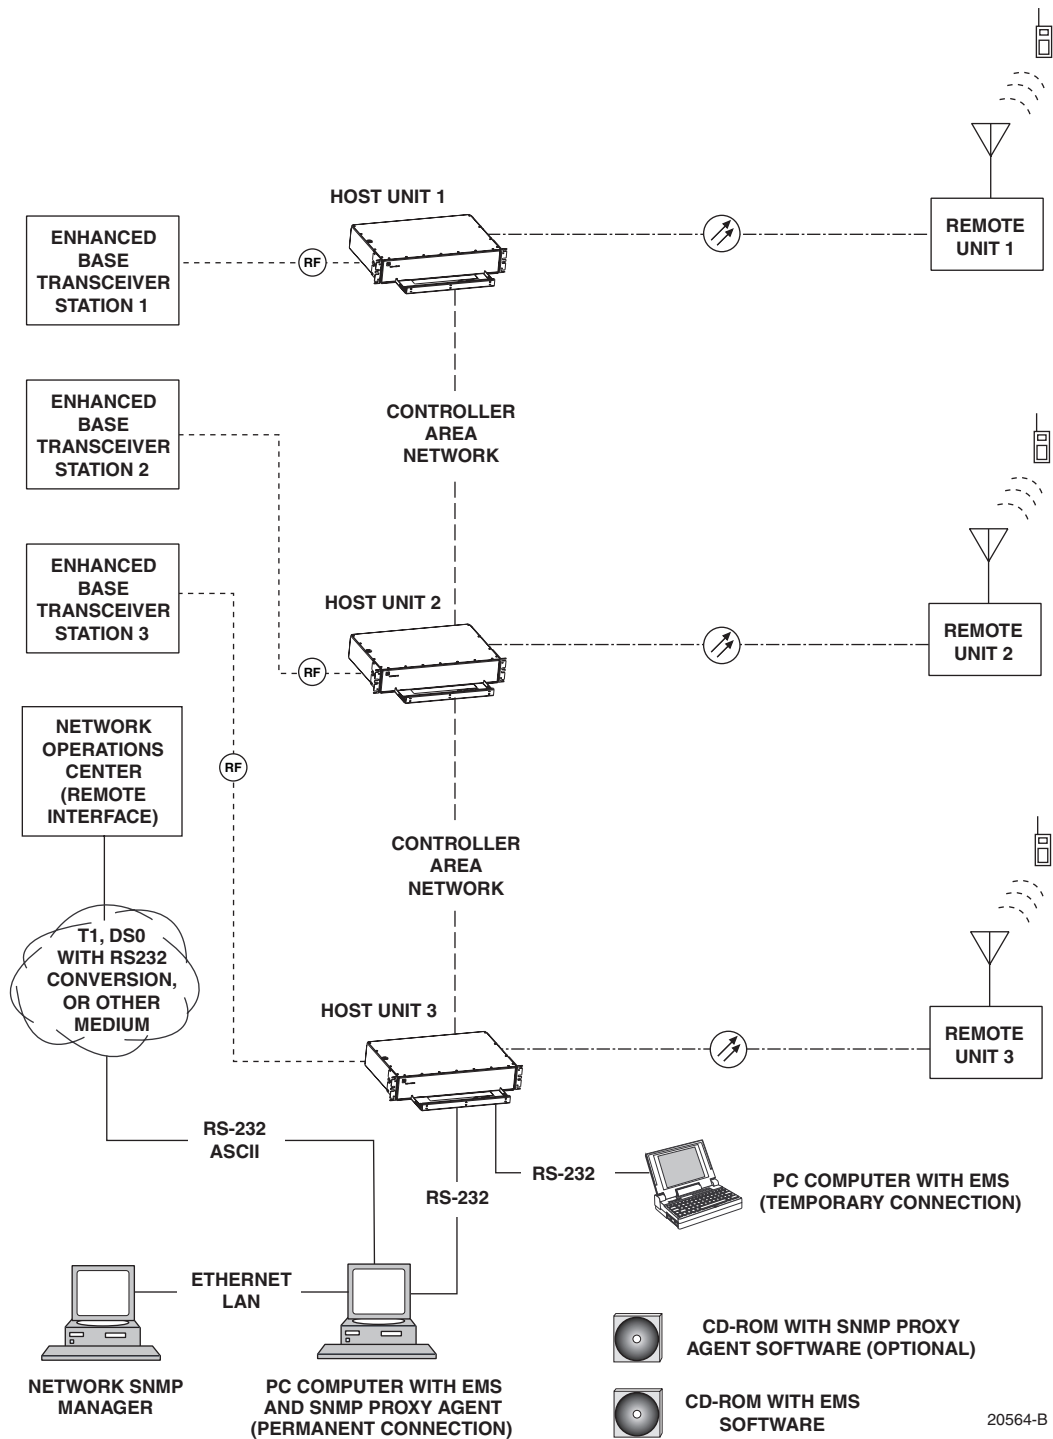 HOST UNIT 1
ENHANCED
BASE
TRANSCEIVER
STATION 1
RF
REMOTE
UNIT 1
ENHANCED
BASE
TRANSCEIVER
STATION 2
CONTROLLER
AREA
NETWORK
ENHANCED
BASE
TRANSCEIVER
STATION 3
HOST UNIT 2
RF
REMOTE
UNIT 2
NETWORK
OPERATIONS
CENTER
(REMOTE
INTERFACE)
RF
CONTROLLER
AREA
NETWORK
T1, DS0
WITH RS232
CONVERSION,
OR OTHER
MEDIUM
HOST UNIT 3
REMOTE
UNIT 3
RS-232
ASCII
RS-232
RS-232
PC COMPUTER WITH EMS
(TEMPORARY CONNECTION)
ETHERNET
LAN
NETWORK SNMP
MANAGER
PC COMPUTER WITH EMS
AND SNMP PROXY AGENT
(PERMANENT CONNECTION)
CD-ROM WITH SNMP PROXY
AGENT SOFTWARE (OPTIONAL)
CD-ROM WITH EMS
SOFTWARE
20564-B